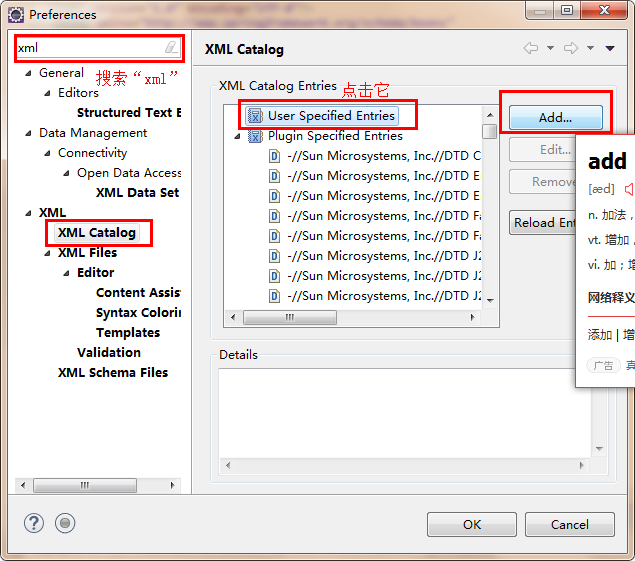 Preferences
xml
搜索“xml”
General
Editors
Structured Text E
Data Management
Connectivity
Open Data Access
XML Data Set
XML
XML Catalog
XML Files
Editor
Content Assis
Syntax Colorin
Templates
Validation
XML Schema Files
XML Catalog
XML Catalog Entries
点击它
User Specified Entries
Plugin Specified Entries
-//Sun Microsystems, Inc.//DTD C
-//Sun Microsystems, Inc.//DTD E
-//Sun Microsystems, Inc.//DTD E
-//Sun Microsystems, Inc.//DTD Fa
-//Sun Microsystems, Inc.//DTD Fa
-//Sun Microsystems, Inc.//DTD J2
-//Sun Microsystems, Inc.//DTD J2
-//Sun Microsystems, Inc.//DTD J2
Add...
Edit...
Remove
Reload Ent
add
[æd]
n. 加法，
vt. 增加，
vi. 加；增
网络释义
添加 | 增
广告
真
Details
OK
Cancel